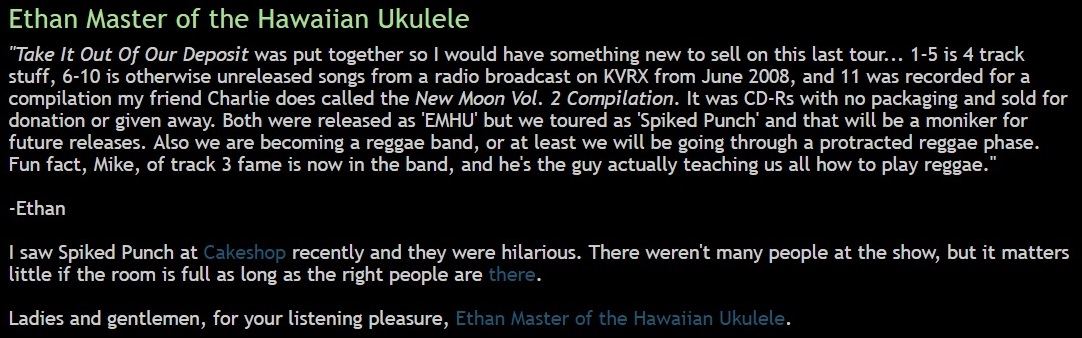 Ethan Master of the Hawaiian Ukulele
"Take It Out Of Our Deposit was put together so I would have something new to sell on this last tour... 1-5 is 4 track
stuff, 6-10 is otherwise unreleased songs from a radio broadcast on KVRX from June 2008, and 11 was recorded for a
compilation my friend Charlie does called the New Moon Vol. 2 Compilation. It was CD-Rs with no packaging and sold for
donation or given away. Both were released as 'EMHU' but we toured as 'Spiked Punch' and that will be a moniker for
future releases. Also we are becoming a reggae band, or at least we will be going through a protracted reggae phase.
Fun fact, Mike, of track 3 fame is now in the band, and he's the guy actually teaching us all how to play reggae."
-Ethan
I saw Spiked Punch at Cakeshop recently and they were hilarious. There weren't many people at the show, but it matters
little if the room is full as long as the right people are there.
Ladies and gentlemen, for your listening pleasure, Ethan Master of the Hawaiian Ukulele.